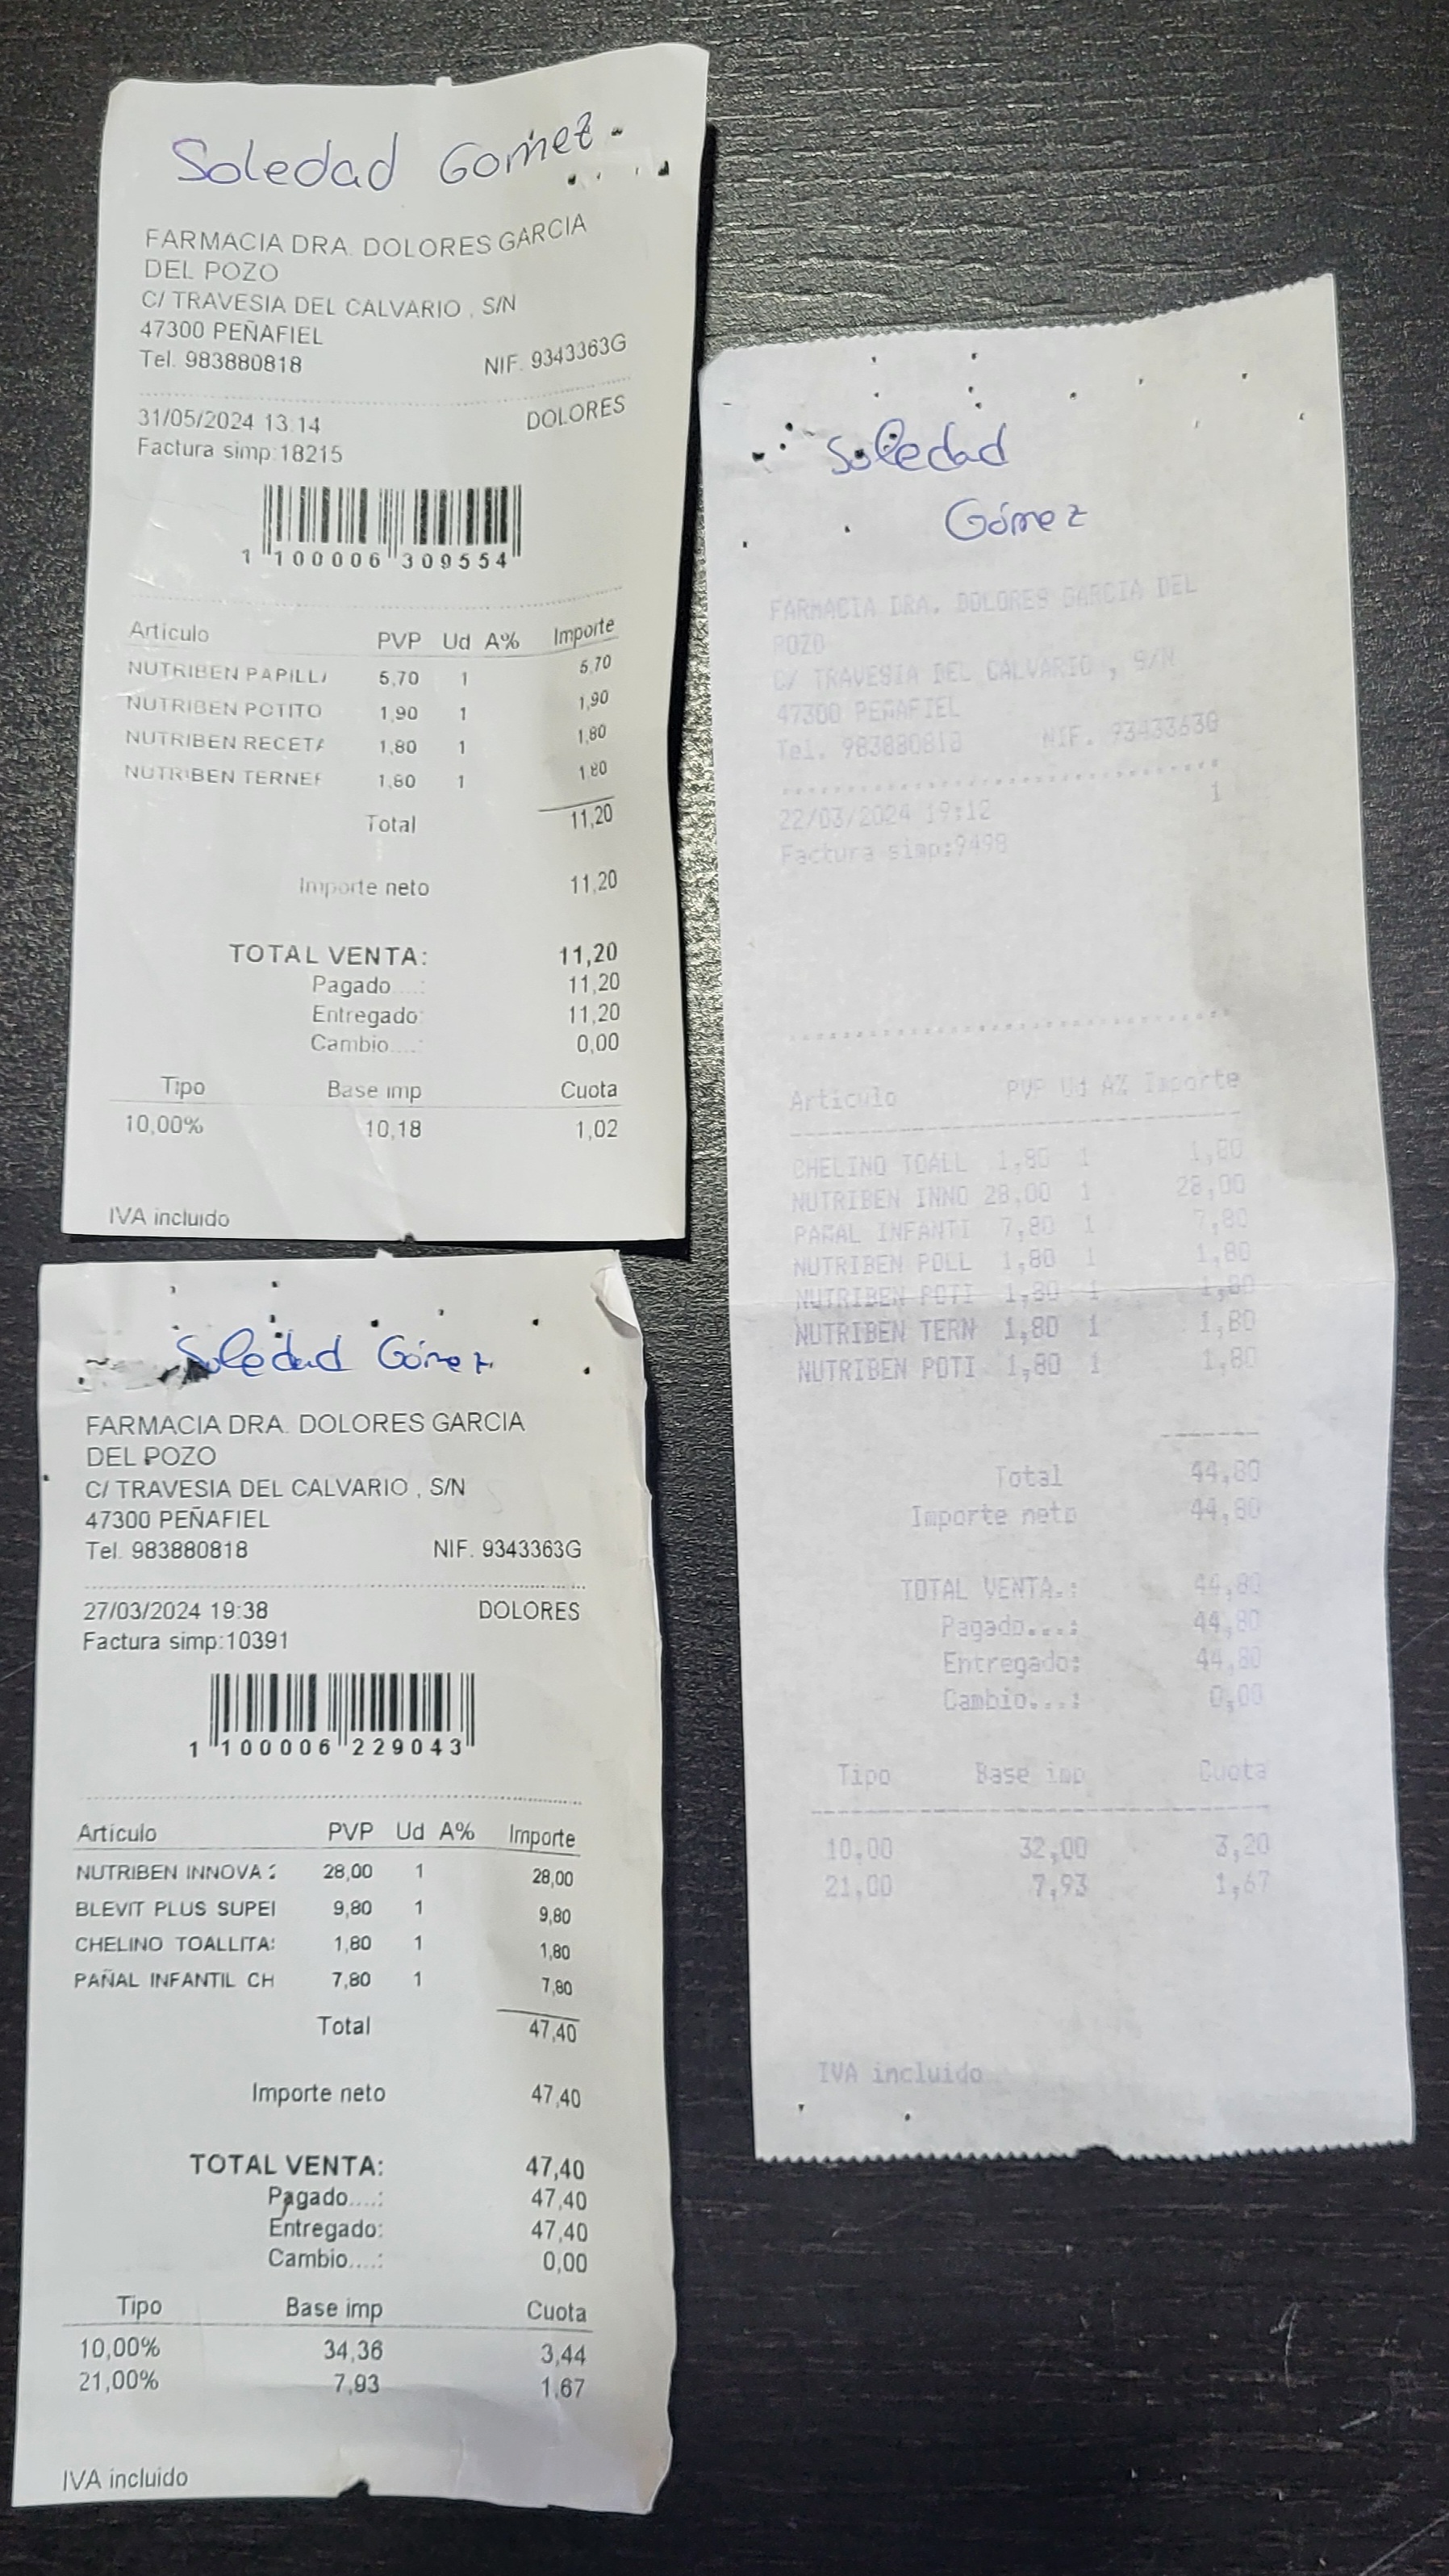 Soledad Gomez.
FARMACIA DRA. DOLORES GARCIA
DEL POZO
C/ TRAVESIA DEL CALVARIO , S/N
47300 PEÑAFIEL
Tel. 983880818 NIF. 9343363G
31/05/2024 13:14 DOLORES
Factura simp:18215
1 100006 309554
Artículo PVP Ud A% Importe
NUTRIBEN PAPILL 5,70 1 5,70
NUTRIBEN POTITO 1,90 1 1,90
NUTRIBEN RECETA 1,80 1 1,80
NUTRIBEN TERNER 1,80 1 1,80
Total 11,20
Importe neto 11,20
TOTAL VENTA: 11,20
Pagado....: 11,20
Entregado: 11,20
Cambio....: 0,00
Tipo Base imp Cuota
10,00% 10,18 1,02
IVA incluido
Soledad Gómez
FARMACIA DRA. DOLORES GARCIA
DEL POZO
C/ TRAVESIA DEL CALVARIO , S/N
47300 PEÑAFIEL
Tel. 983880818 NIF. 9343363G
27/03/2024 19:38 DOLORES
Factura simp:10391
1 100006 229043
Artículo PVP Ud A% Importe
NUTRIBEN INNOVA 2 28,00 1 28,00
BLEVIT PLUS SUPER 9,80 1 9,80
CHELINO TOALLITAS 1,80 1 1,80
PAÑAL INFANTIL CH 7,80 1 7,80
Total 47,40
Importe neto 47,40
TOTAL VENTA: 47,40
Pagado....: 47,40
Entregado: 47,40
Cambio....: 0,00
Tipo Base imp Cuota
10,00% 34,36 3,44
21,00% 7,93 1,67
IVA incluido
Soledad
Gómez
FARMACIA DRA. DOLORES GARCIA DEL
POZO
C/ TRAVESIA DEL CALVARIO , S/N
47300 PEÑAFIEL
Tel. 983880818 NIF. 9343363G
22/03/2024 19:12 1
Factura simp:9498
Artículo PVP Ud A% Importe
CHELINO TOALL 1,80 1 1,80
NUTRIBEN INNO 28,00 1 28,00
PAÑAL INFANTI 7,80 1 7,80
NUTRIBEN POLL 1,80 1 1,80
NUTRIBEN POTI 1,80 1 1,80
NUTRIBEN TERN 1,80 1 1,80
NUTRIBEN POTI 1,80 1 1,80
Total 44,80
Importe neto 44,80
TOTAL VENTA.: 44,80
Pagado....: 44,80
Entregado: 44,80
Cambio....: 0,00
Tipo Base imp Cuota
10,00 32,00 3,20
21,00 7,93 1,67
IVA incluido